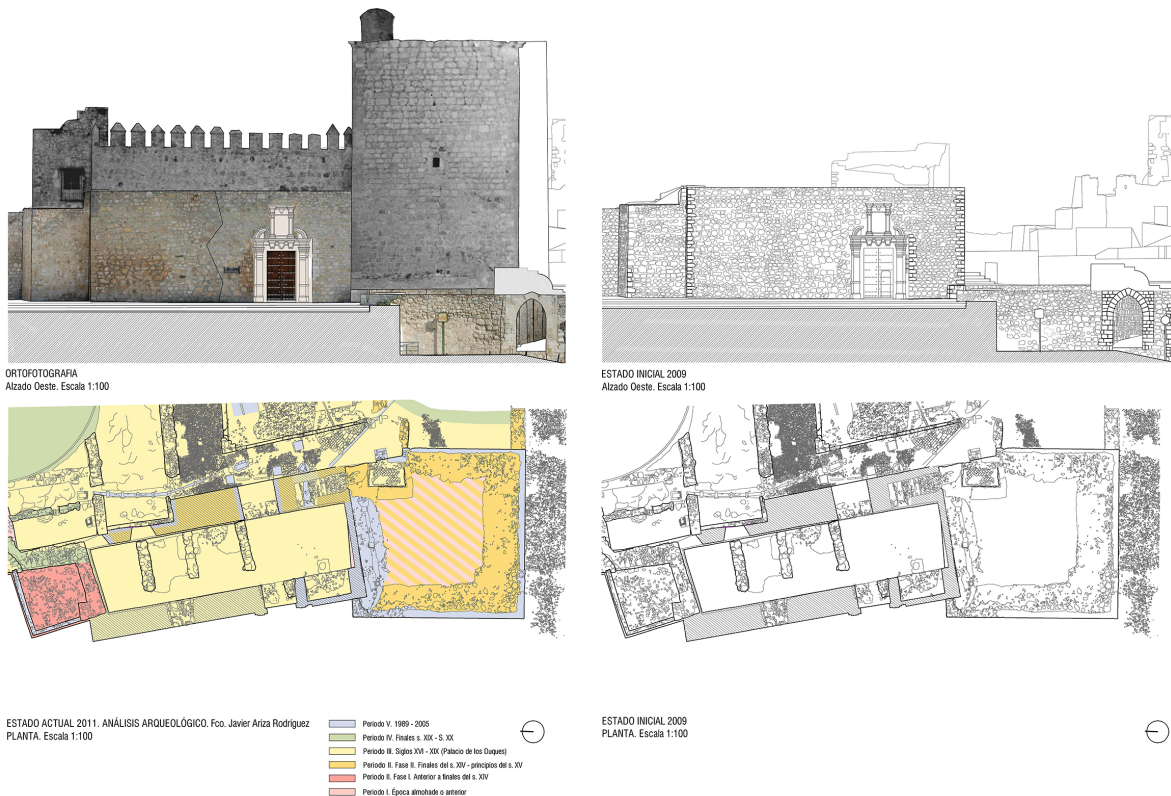 ORTOFOTOGRAFIA
Alzado Oeste. Escala 1:100
ESTADO INICIAL 2009
Alzado Oeste. Escala 1:100
ESTADO ACTUAL 2011. ANÁLISIS ARQUEOLÓGICO. Fco. Javier Ariza Rodríguez
PLANTA. Escala 1:100
Periodo V. 1989 - 2005
Periodo IV. Finales s. XIX - S. XX
Periodo III. Siglos XVI - XIX (Palacio de los Duques)
Periodo II. Fase II. Finales del s. XIV - principios del s. XV
Periodo II. Fase I. Anterior a finales del s. XIV
Periodo I. Época almohade o anterior
ESTADO INICIAL 2009
PLANTA. Escala 1:100